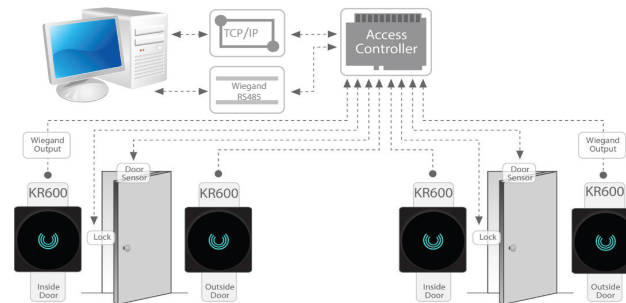 TCP/IP
Access
Controller
Wiegand
RS485
Wiegand
Output
Door
Sensor
Door
Sensor
Wiegand
Output
KR600
KR600
KR600
KR600
Lock
Lock
Inside
Door
Outside
Door
Inside
Door
Outside
Door